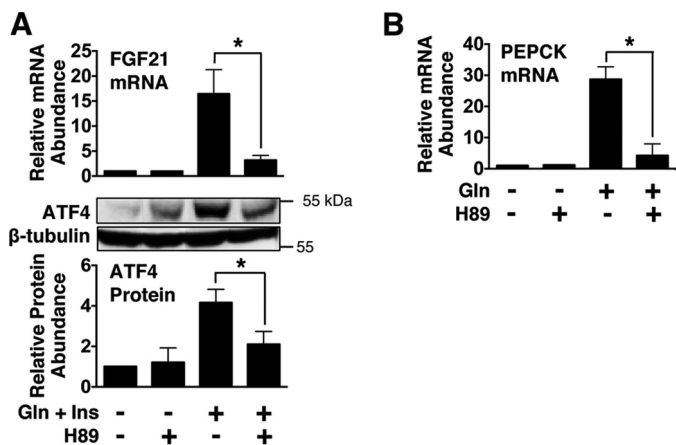 A
FGF21
mRNA
Relative mRNA
Abundance
25
20
15
10
5
0
*
ATF4
β-tubulin
55 kDa
55
ATF4
Protein
Relative Protein
Abundance
6
4
2
0
*
Gln + Ins - - + +
H89 - + - +
B
PEPCK
mRNA
Relative mRNA
Abundance
40
30
20
10
0
*
Gln - - + +
H89 - + - +